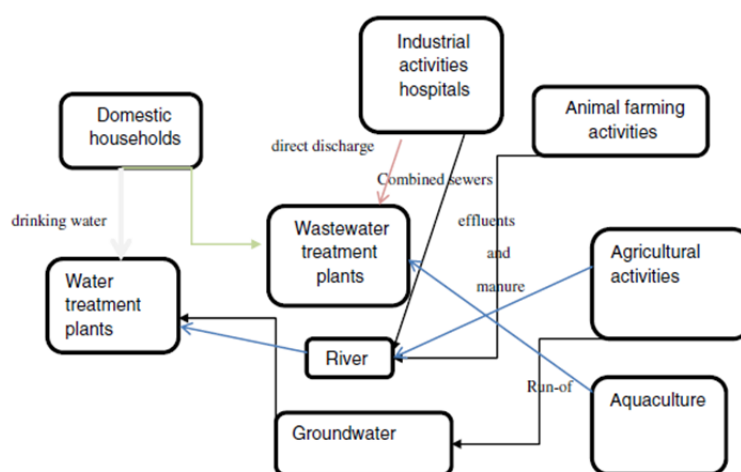 Industrial
activities
hospitals
Domestic
households
Animal farming
activities
direct discharge
Combined sewers
drinking water
Wastewater
treatment
plants
effluents
and
manure
Agricultural
activities
Water
treatment
plants
River
Run-of
Aquaculture
Groundwater